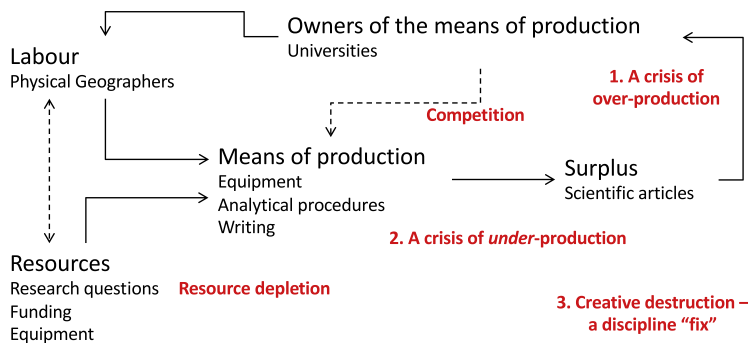 Owners of the means of production
Universities
Labour
Physical Geographers
1. A crisis of
over-production
Competition
Means of production
Equipment
Analytical procedures
Writing
Surplus
Scientific articles
2. A crisis of under-production
Resources
Research questions
Funding
Equipment
Resource depletion
3. Creative destruction –
a discipline “fix”